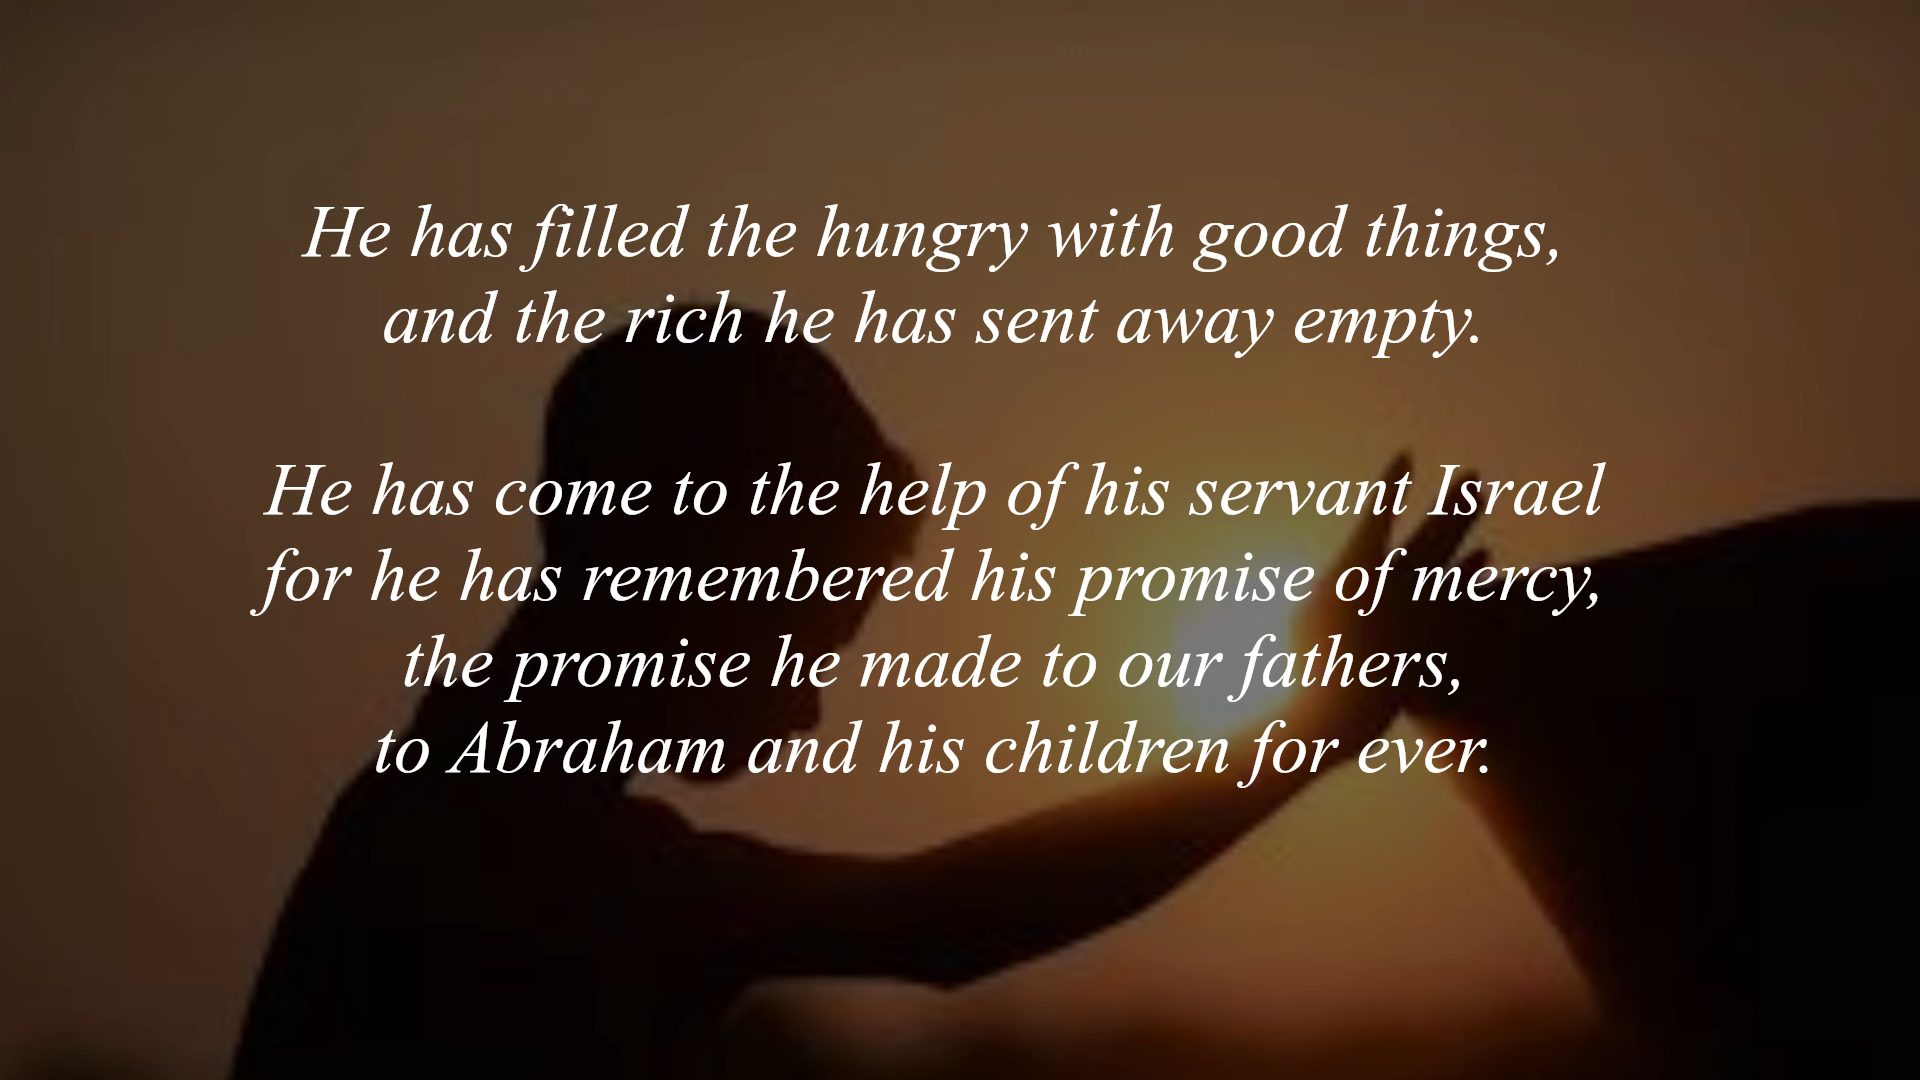 He has filled the hungry with good things,
and the rich he has sent away empty.
He has come to the help of his servant Israel
for he has remembered his promise of mercy,
the promise he made to our fathers,
to Abraham and his children for ever.